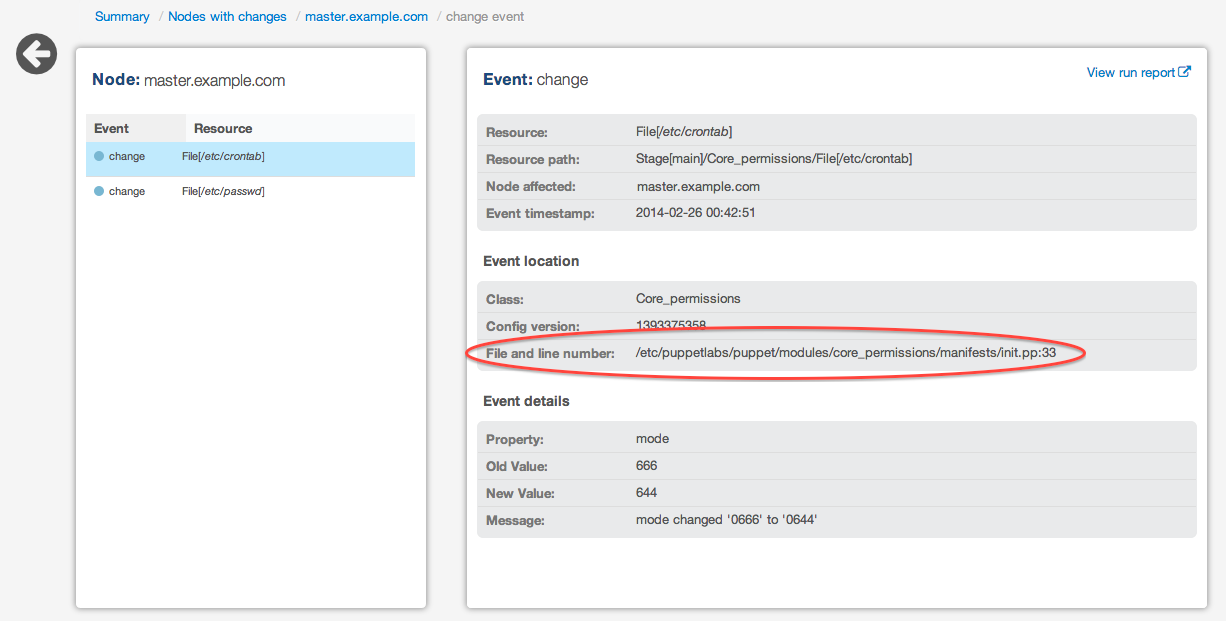 Summary / Nodes with changes / master.example.com / change event
Node: master.example.com
Event Resource
change File[/etc/crontab]
change File[/etc/passwd]
Event: change
View run report
Resource: File[/etc/crontab]
Resource path: Stage[main]/Core_permissions/File[/etc/crontab]
Node affected: master.example.com
Event timestamp: 2014-02-26 00:42:51
Event location
Class: Core_permissions
Config version: 1393375358
File and line number: /etc/puppetlabs/puppet/modules/core_permissions/manifests/init.pp:33
Event details
Property: mode
Old Value: 666
New Value: 644
Message: mode changed '0666' to '0644'